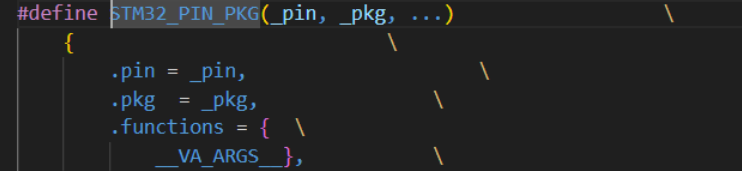 #define STM32_PIN_PKG(_pin, _pkg, ...) \
{ \
.pin = _pin, \
.pkg  = _pkg, \
.functions = { \
__VA_ARGS__}, \